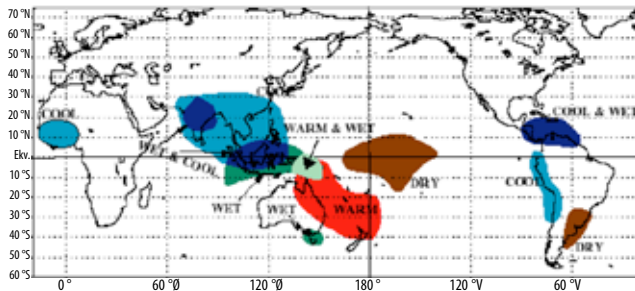 70 °N
60 °N
50 °N
40 °N
30 °N
20 °N
10 °N
Ekv.
10 °S
20 °S
30 °S
40 °S
50 °S
60 °S
COOL
COOL & WET
WARM & WET
WET & COOL
COOL
DRY
WET
WET
WARM
DRY
0 °
60 °Ø
120 °Ø
180 °
120 °V
60 °V